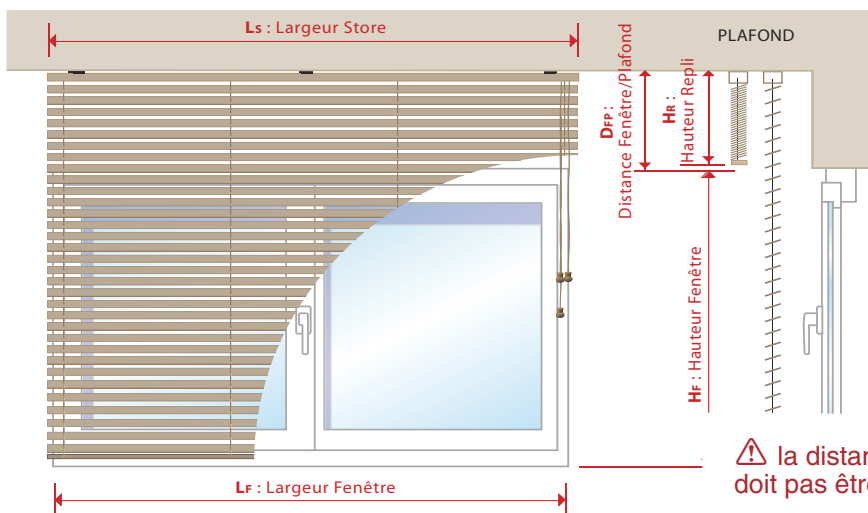 Ls : Largeur Store
PLAFOND
DFP :
Distance Fenêtre/Plafond
HR :
Hauteur Repli
HF : Hauteur Fenêtre
LF : Largeur Fenêtre
⚠ la distan
doit pas êtr